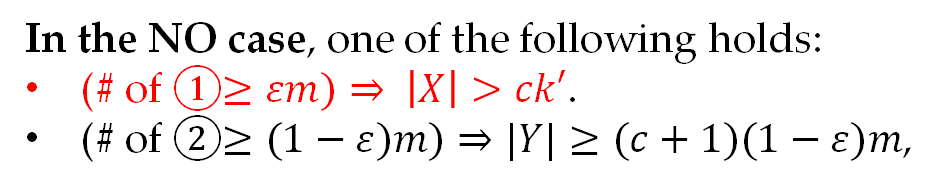 In the NO case, one of the following holds:
• (# of ①≥ εm) ⇒ |X| > ck′.
• (# of ②≥ (1 − ε)m) ⇒ |Y| ≥ (c + 1)(1 − ε)m,